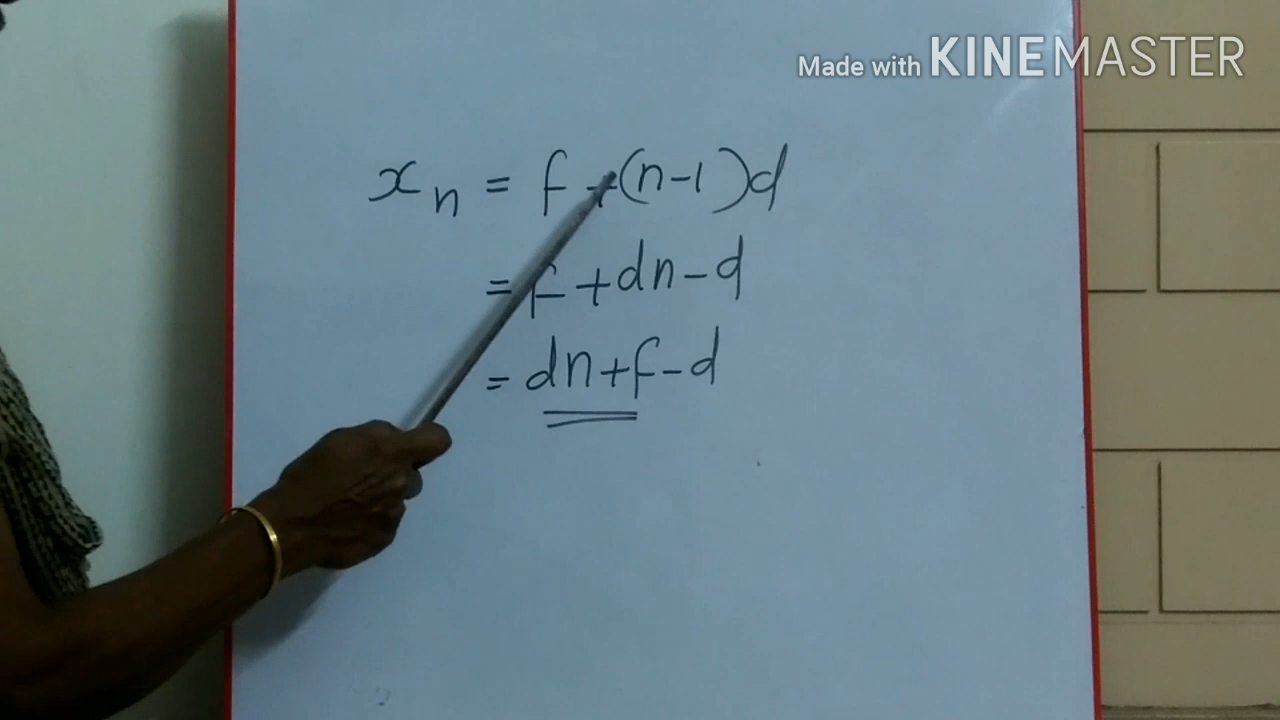 Made with KINEMASTER
xₙ = f + (n-1)d
= f + dn - d
= dn + f - d